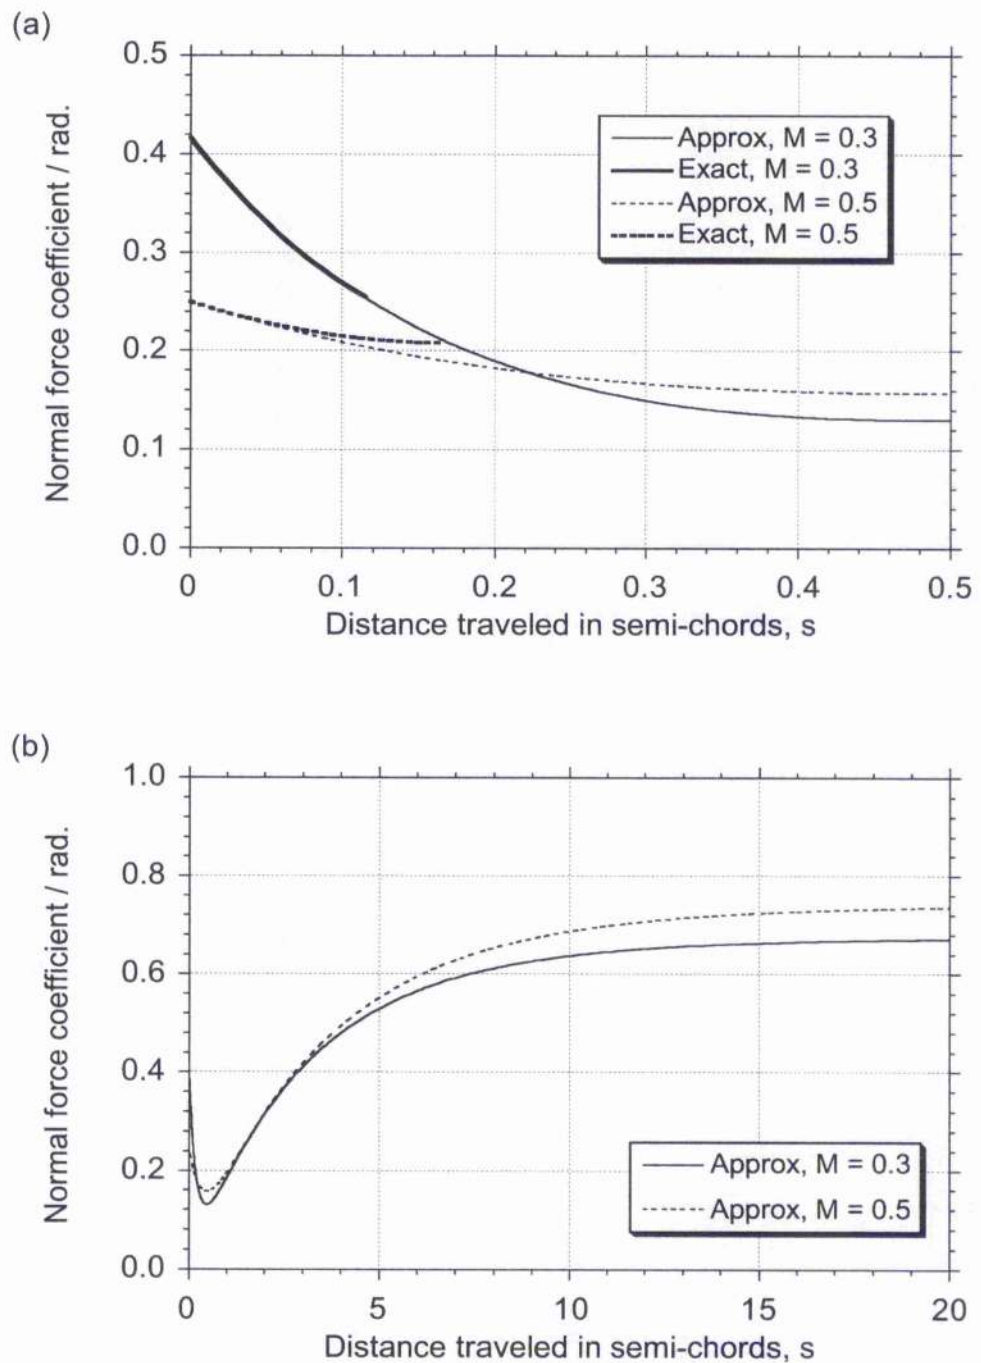 (a)
Normal force coefficient / rad.
0.5
0.4
0.3
0.2
0.1
0.0
Approx, M = 0.3
Exact, M = 0.3
Approx, M = 0.5
Exact, M = 0.5
0 0.1 0.2 0.3 0.4 0.5
Distance traveled in semi-chords, s
(b)
Normal force coefficient / rad.
1.0
0.8
0.6
0.4
0.2
0.0
Approx, M = 0.3
Approx, M = 0.5
0 5 10 15 20
Distance traveled in semi-chords, s